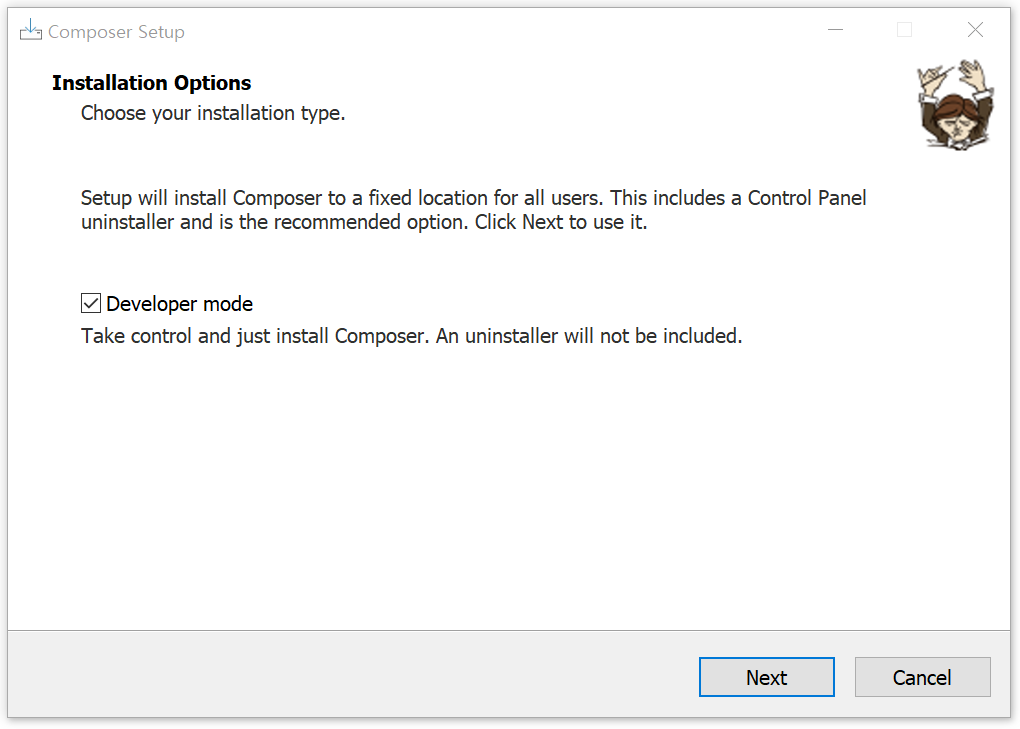 Composer Setup
Installation Options
Choose your installation type.
Setup will install Composer to a fixed location for all users. This includes a Control Panel
uninstaller and is the recommended option. Click Next to use it.
Developer mode
Take control and just install Composer. An uninstaller will not be included.
Next
Cancel